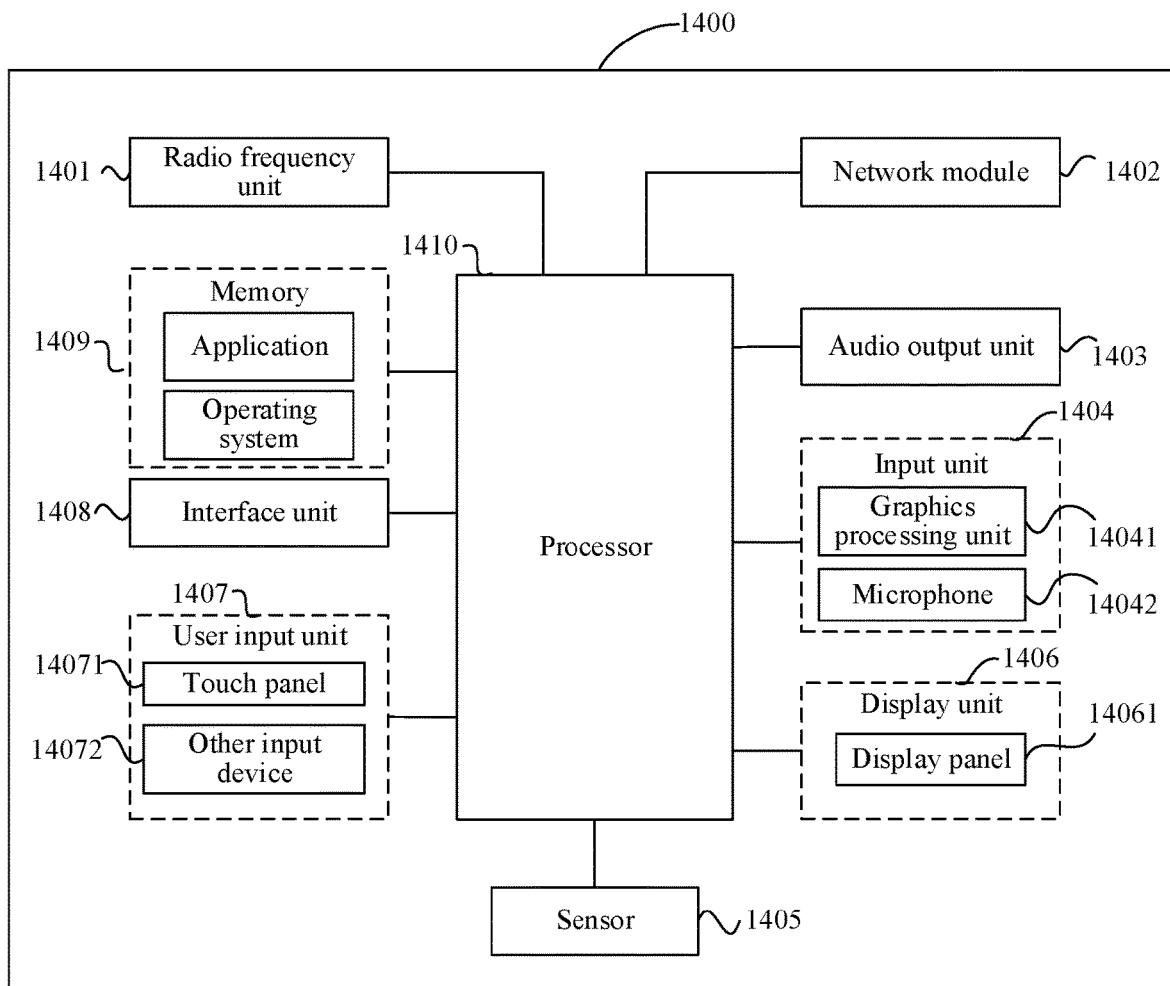 1400
1401
Radio frequency
unit
Network module
1402
1410
Memory
1409
Application
Operating
system
Audio output unit
1403
1404
Input unit
Graphics
processing unit
14041
Microphone
14042
1408
Interface unit
Processor
1407
User input unit
14071
Touch panel
14072
Other input
device
1406
Display unit
14061
Display panel
Sensor
1405